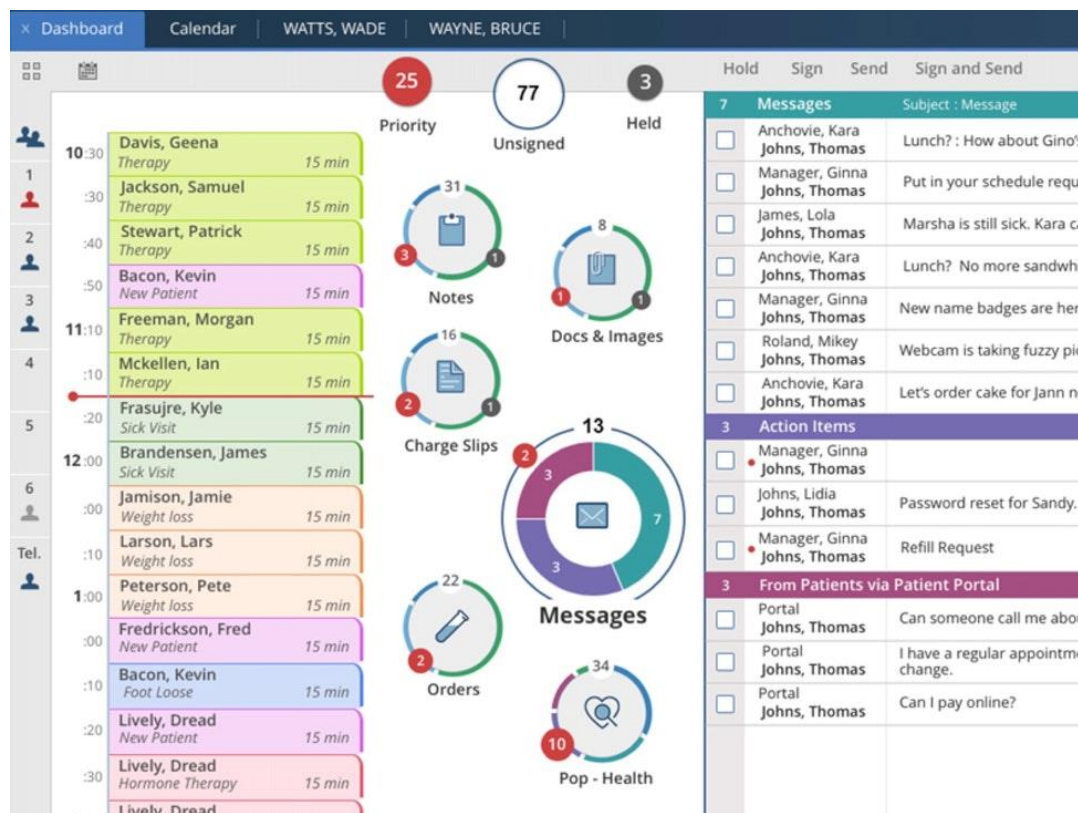 x Dashboard Calendar WATTS, WADE WAYNE, BRUCE
1
2
3
4
5
6
Tel.
10:30 Davis, Geena
Therapy 15 min
:30 Jackson, Samuel
Therapy 15 min
:40 Stewart, Patrick
Therapy 15 min
:50 Bacon, Kevin
New Patient 15 min
11:10 Freeman, Morgan
Therapy 15 min
:10 Mckellen, Ian
Therapy 15 min
:20 Frasujre, Kyle
Sick Visit 15 min
12:00 Brandensen, James
Sick Visit 15 min
:00 Jamison, Jamie
Weight loss 15 min
:10 Larson, Lars
Weight loss 15 min
1:00 Peterson, Pete
Weight loss 15 min
:00 Fredrickson, Fred
New Patient 15 min
:10 Bacon, Kevin
Foot Loose 15 min
:20 Lively, Dread
New Patient 15 min
:30 Lively, Dread
Hormone Therapy 15 min
Lively, Dread
25
Priority
77
Unsigned
3
Held
31
3
1
Notes
8
1
1
Docs & Images
16
2
1
Charge Slips
13
2
3
7
3
Messages
22
2
Orders
34
10
Pop - Health
Hold Sign Send Sign and Send
7 Messages Subject : Message
Anchovie, Kara
Johns, Thomas
Lunch? : How about Gino's
Manager, Ginna
Johns, Thomas
Put in your schedule requ
James, Lola
Johns, Thomas
Marsha is still sick. Kara ca
Anchovie, Kara
Johns, Thomas
Lunch? No more sandwh
Manager, Ginna
Johns, Thomas
New name badges are her
Roland, Mikey
Johns, Thomas
Webcam is taking fuzzy pi
Anchovie, Kara
Johns, Thomas
Let's order cake for Jann n
3 Action Items
Manager, Ginna
Johns, Thomas
Johns, Lidia
Johns, Thomas
Password reset for Sandy.
Manager, Ginna
Johns, Thomas
Refill Request
3 From Patients via Patient Portal
Portal
Johns, Thomas
Can someone call me abou
Portal
Johns, Thomas
I have a regular appointme
change.
Portal
Johns, Thomas
Can I pay online?